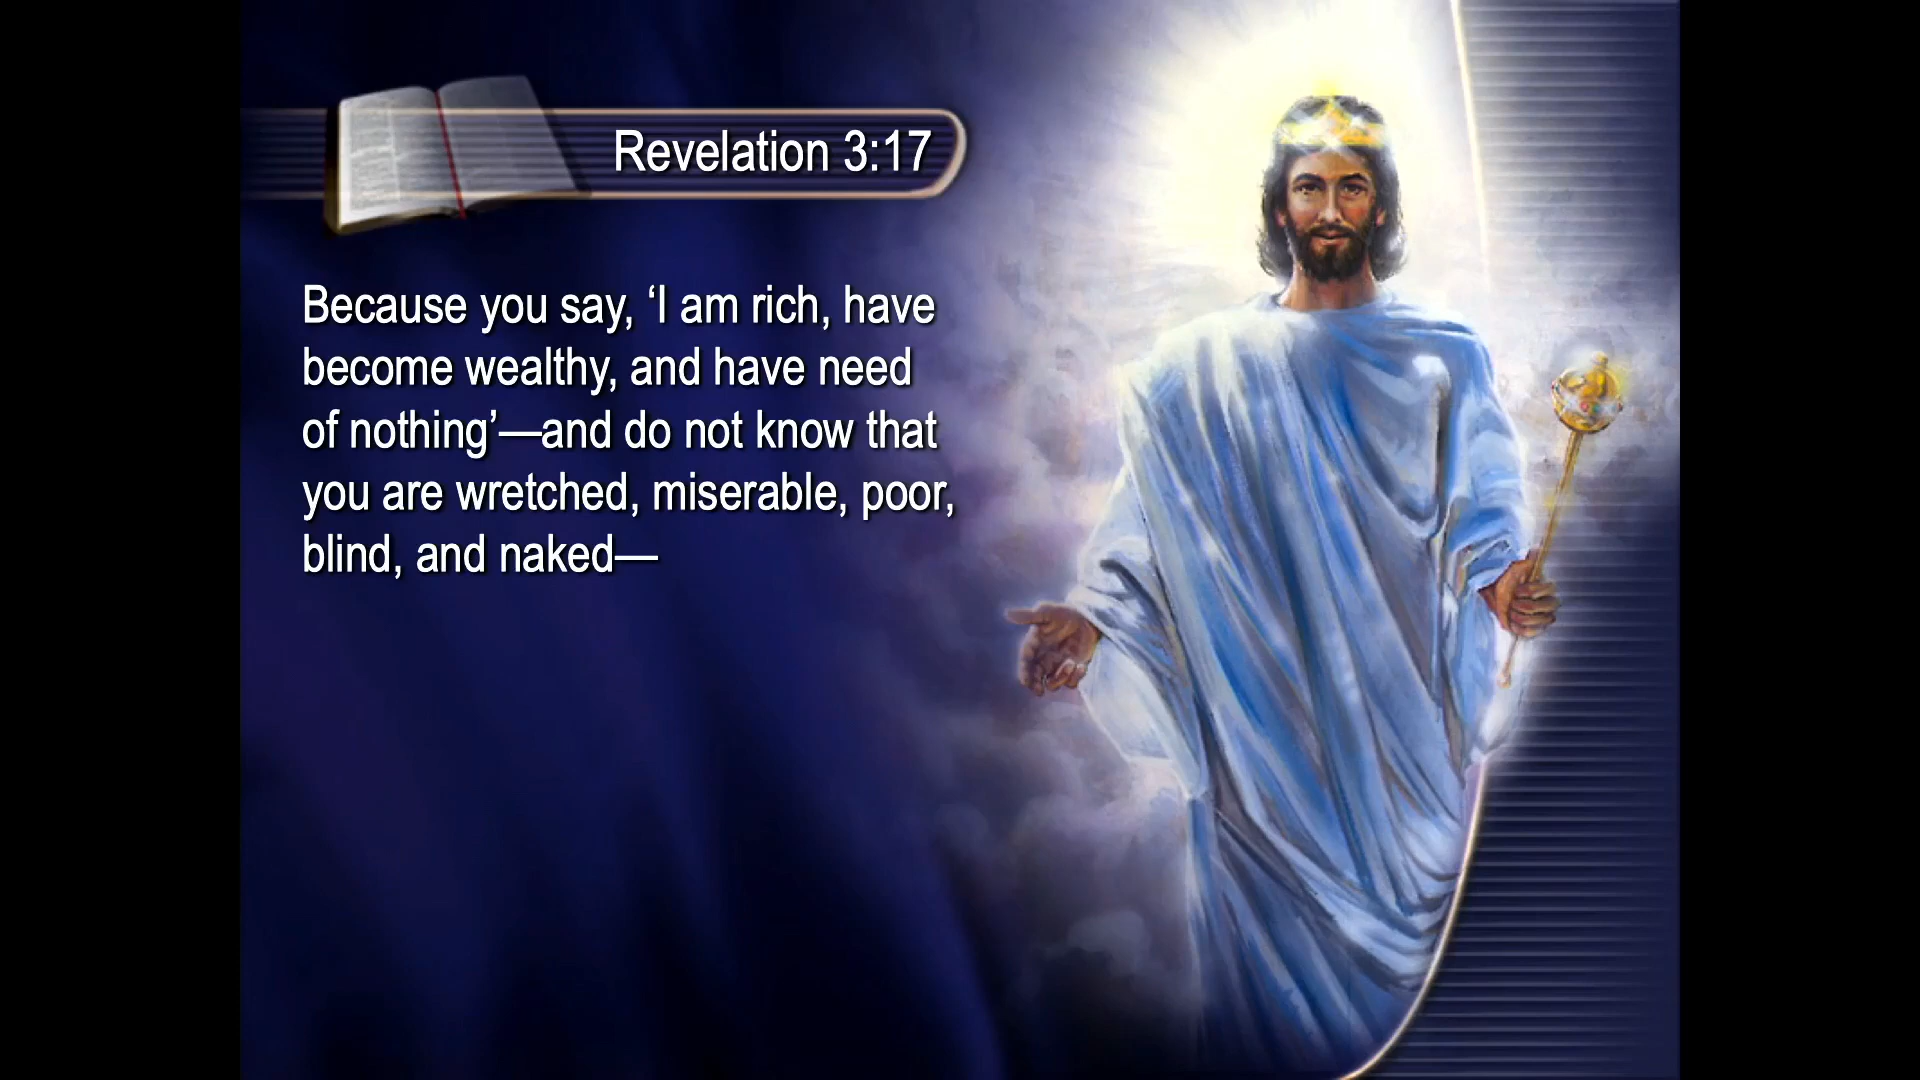 Revelation 3:17
Because you say, ‘I am rich, have
become wealthy, and have need
of nothing’—and do not know that
you are wretched, miserable, poor,
blind, and naked—